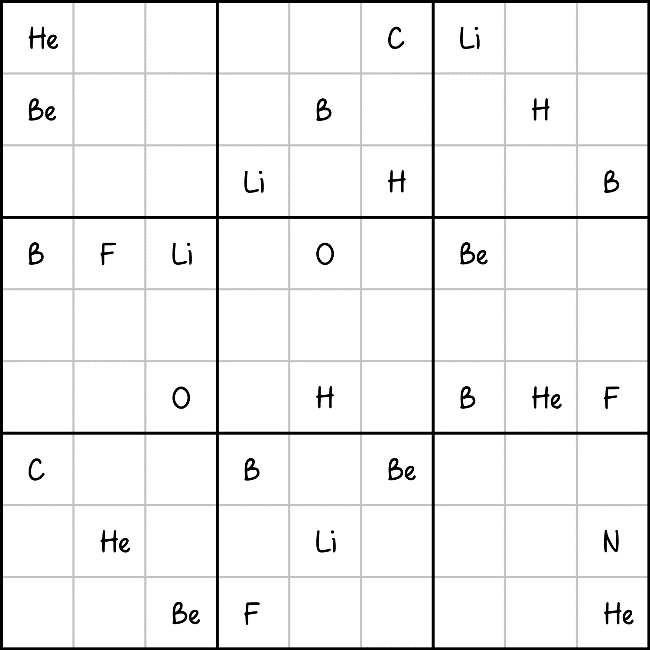 He C Li
Be B H
Li H B
B F Li O Be
O H B He F
C B Be
He Li N
Be F He